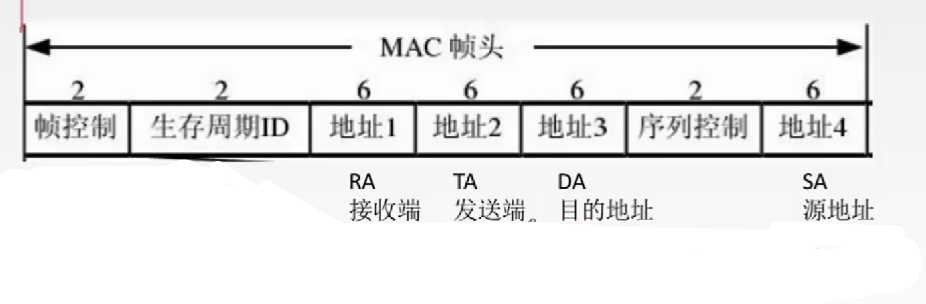 MAC 帧头
2 2 6 6 6 2 6
帧控制 生存周期ID 地址1 地址2 地址3 序列控制 地址4
RA TA DA SA
接收端 发送端。 目的地址 源地址